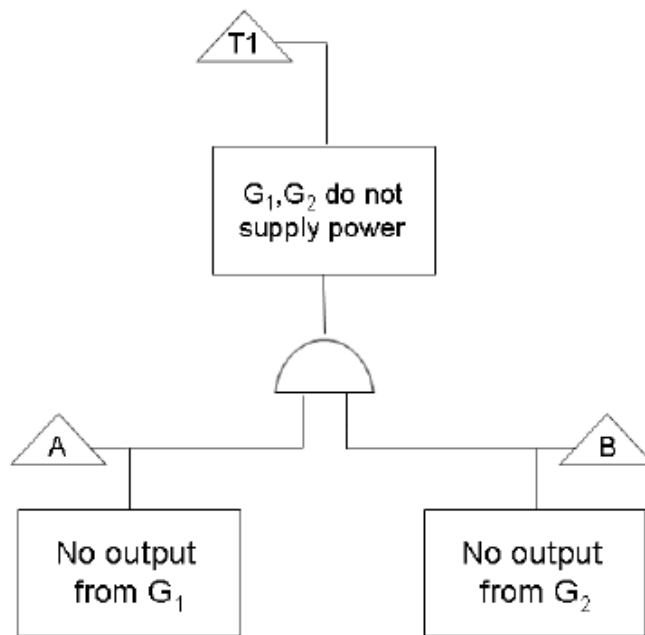 T1
G₁,G₂ do not
supply power
A
B
No output
from G₁
No output
from G₂